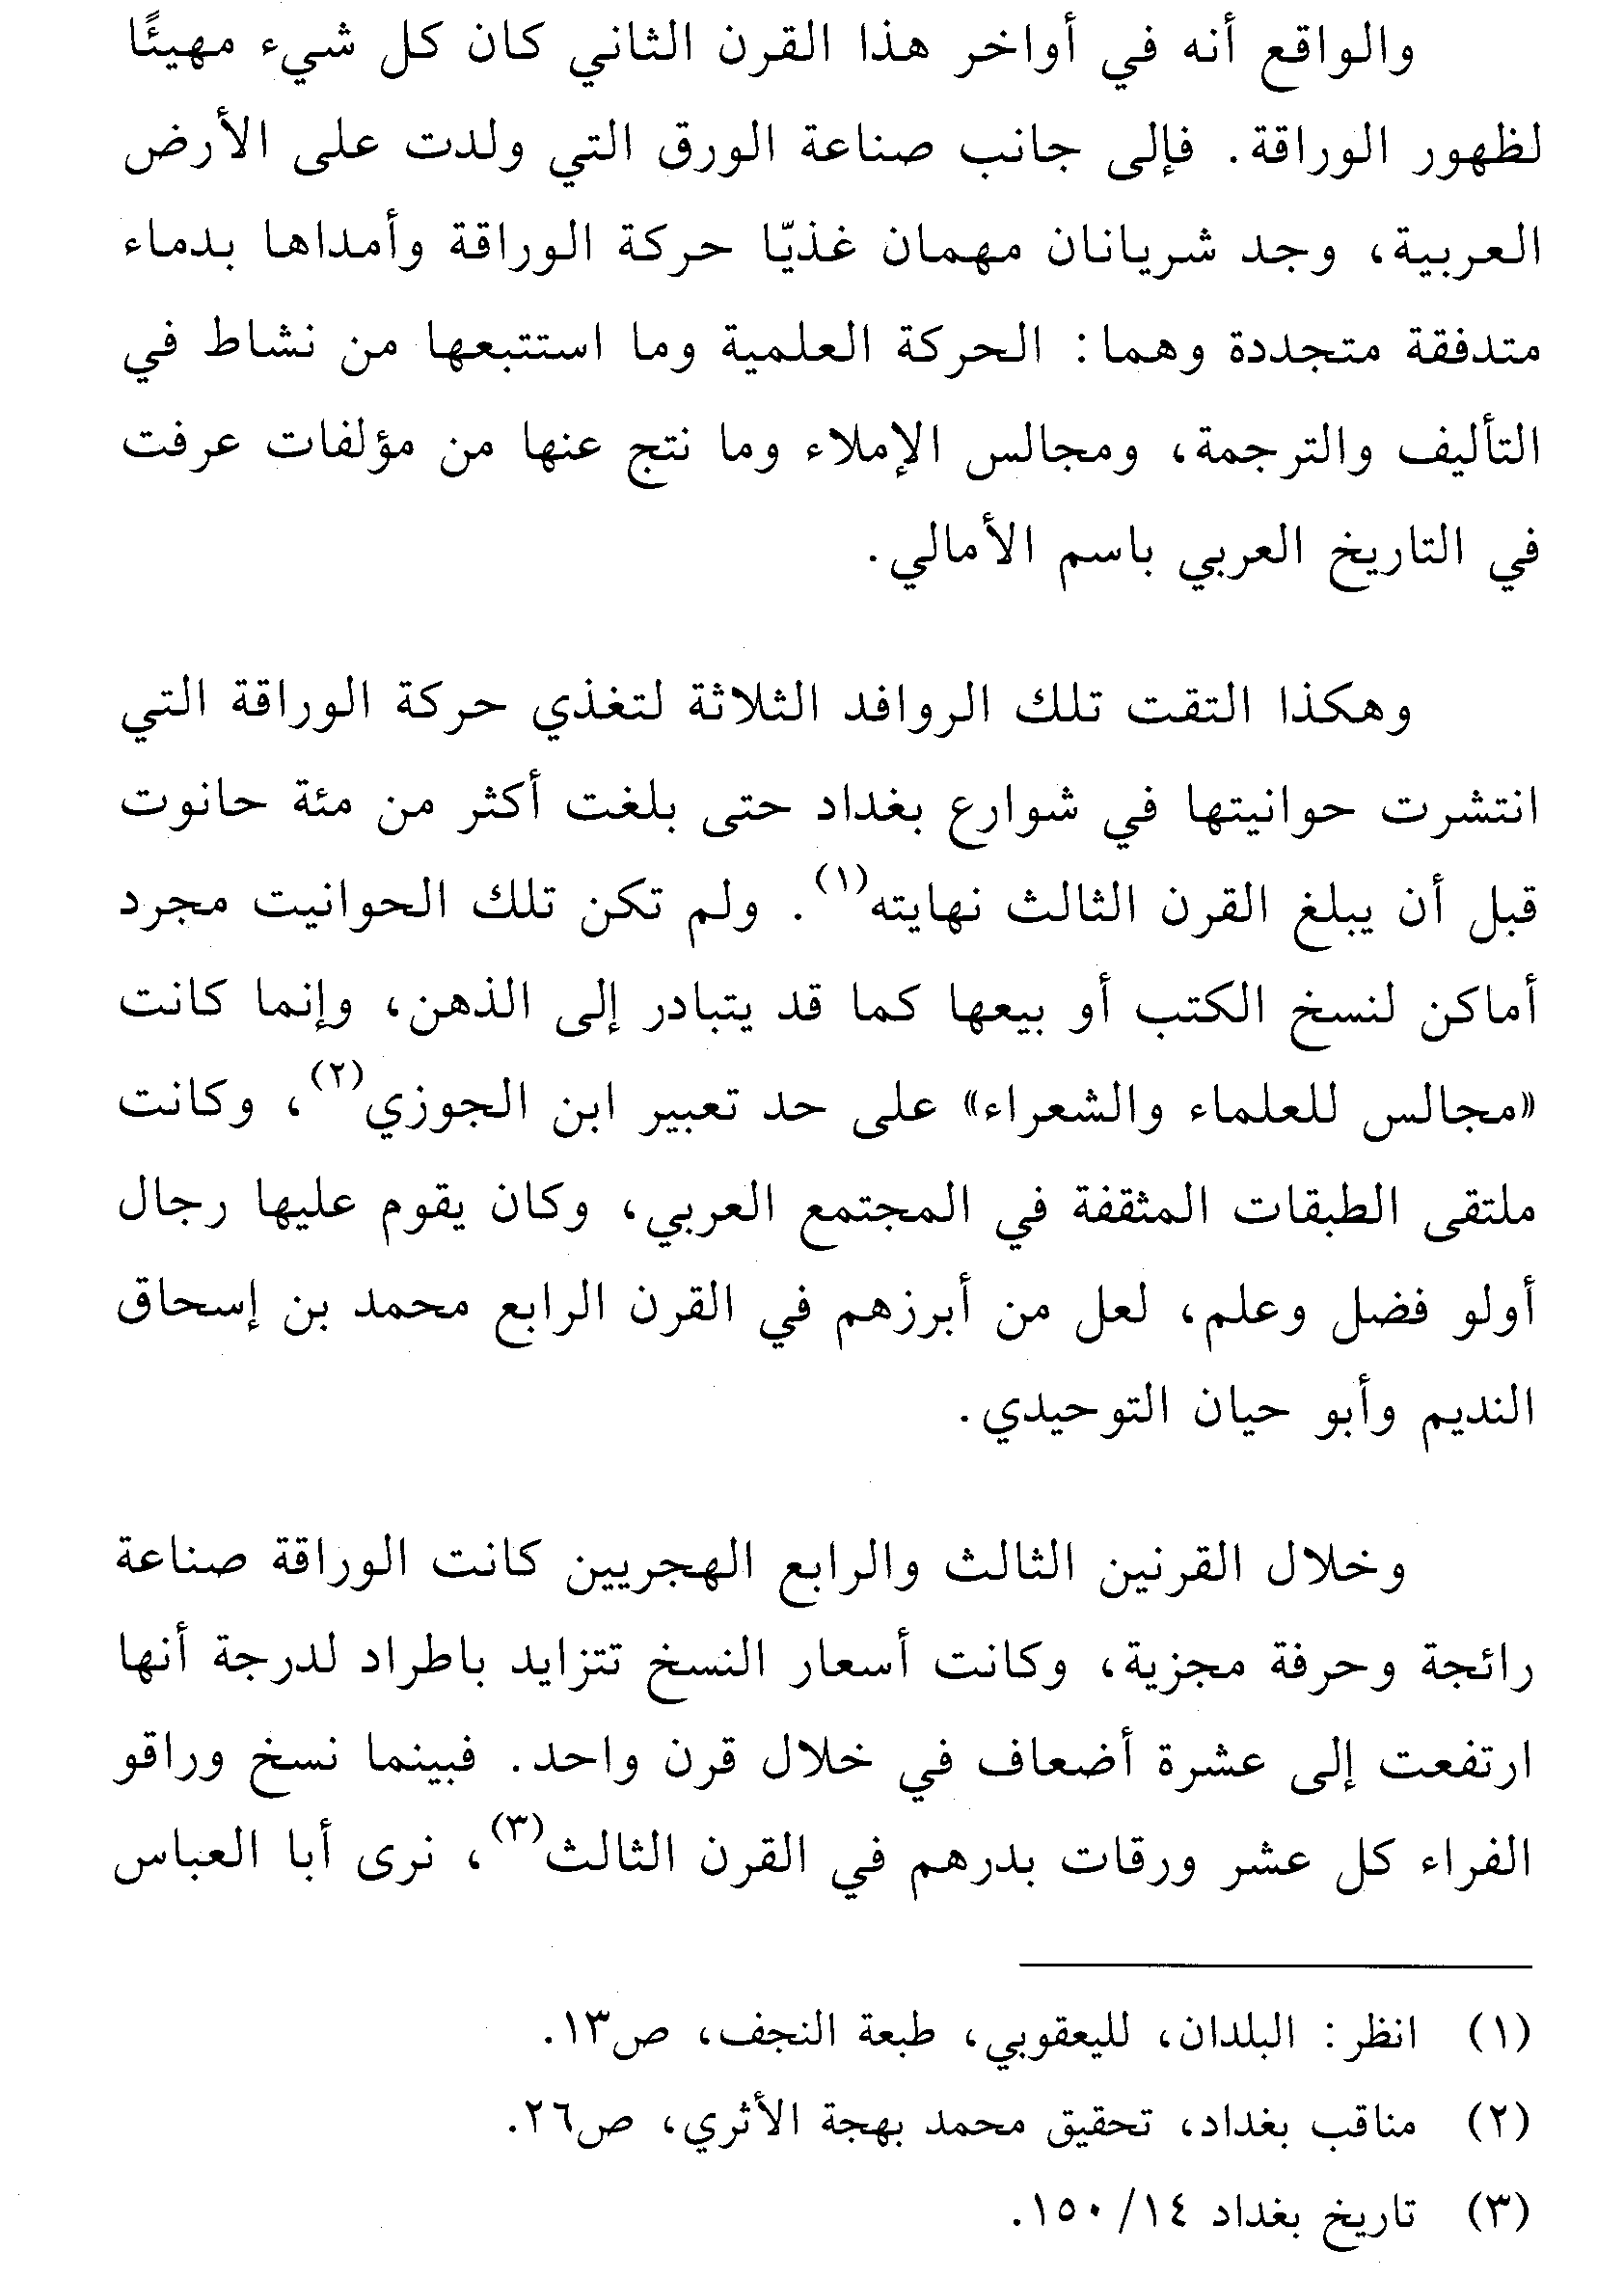 والواقع أنه في أواخر هذا القرن الثاني كان كل شيء مهيئًا
لظهور الوراقة. فإلى جانب صناعة الورق التي ولدت على الأرض
العربية، وجد شريانان مهمان غذيّا حركة الوراقة وأمداها بدماء
متدفقة متجددة وهما: الحركة العلمية وما استتبعها من نشاط في
التأليف والترجمة، ومجالس الإملاء وما نتج عنها من مؤلفات عرفت
في التاريخ العربي باسم الأمالي.
وهكذا التقت تلك الروافد الثلاثة لتغذي حركة الوراقة التي
انتشرت حوانيتها في شوارع بغداد حتى بلغت أكثر من مئة حانوت
قبل أن يبلغ القرن الثالث نهايته(١). ولم تكن تلك الحوانيت مجرد
أماكن لنسخ الكتب أو بيعها كما قد يتبادر إلى الذهن، وإنما كانت
«مجالس للعلماء والشعراء» على حد تعبير ابن الجوزي(٢)، وكانت
ملتقى الطبقات المثقفة في المجتمع العربي، وكان يقوم عليها رجال
أولو فضل وعلم، لعل من أبرزهم في القرن الرابع محمد بن إسحاق
النديم وأبو حيان التوحيدي.
وخلال القرنين الثالث والرابع الهجريين كانت الوراقة صناعة
رائجة وحرفة مجزية، وكانت أسعار النسخ تتزايد باطراد لدرجة أنها
ارتفعت إلى عشرة أضعاف في خلال قرن واحد. فبينما نسخ وراقو
الفراء كل عشر ورقات بدرهم في القرن الثالث(٣)، نرى أبا العباس
(١) انظر: البلدان، لليعقوبي، طبعة النجف، ص١٣.
(٢) مناقب بغداد، تحقيق محمد بهجة الأثري، ص٢٦.
(٣) تاريخ بغداد ١٤/ ١٥٠.